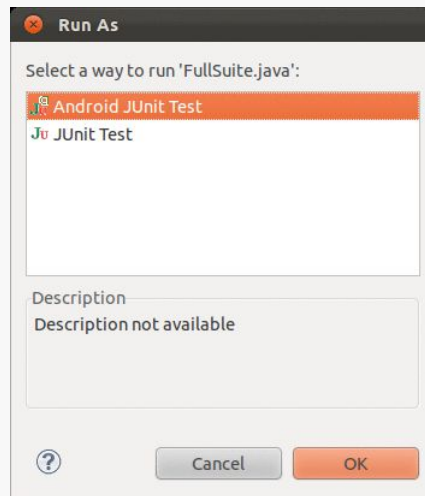 Run As
Select a way to run 'FullSuite.java':
Android JUnit Test
Ju JUnit Test
Description
Description not available
?
Cancel
OK